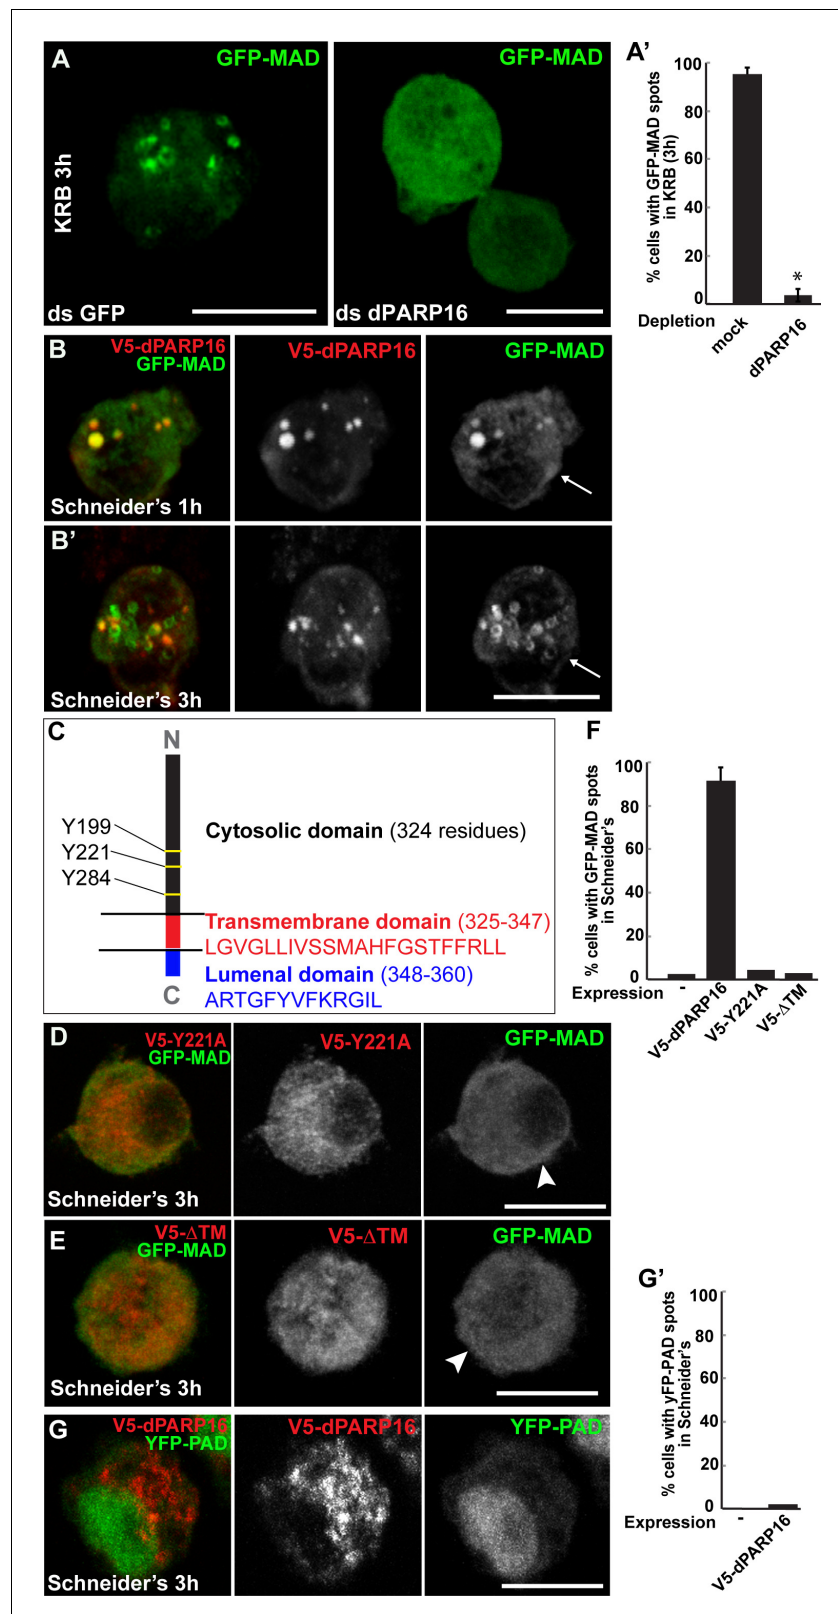 A
GFP-MAD
KRB 3h
ds GFP
GFP-MAD
ds dPARP16
A'
% cells with GFP-MAD spots
in KRB (3h)
100
80
60
40
20
0
*
Depletion
mock
dPARP16
B
V5-dPARP16
GFP-MAD
Schneider's 1h
V5-dPARP16
GFP-MAD
B'
Schneider's 3h
C
N
Y199
Y221
Y284
Cytosolic domain (324 residues)
Transmembrane domain (325-347)
LGVGLLIVSSMAHFGSTFFRLL
Lumenal domain (348-360)
ARTGFYVFKRGIL
C
F
% cells with GFP-MAD spots
in Schneider's
100
80
60
40
20
0
Expression
-
V5-dPARP16
V5-Y221A
V5-ΔTM
D
V5-Y221A
GFP-MAD
Schneider's 3h
V5-Y221A
GFP-MAD
E
V5-ΔTM
GFP-MAD
Schneider's 3h
V5-ΔTM
GFP-MAD
G
V5-dPARP16
YFP-PAD
Schneider's 3h
V5-dPARP16
YFP-PAD
G'
% cells with yFP-PAD spots
in Schneider's
100
80
60
40
20
0
Expression
-
V5-dPARP16